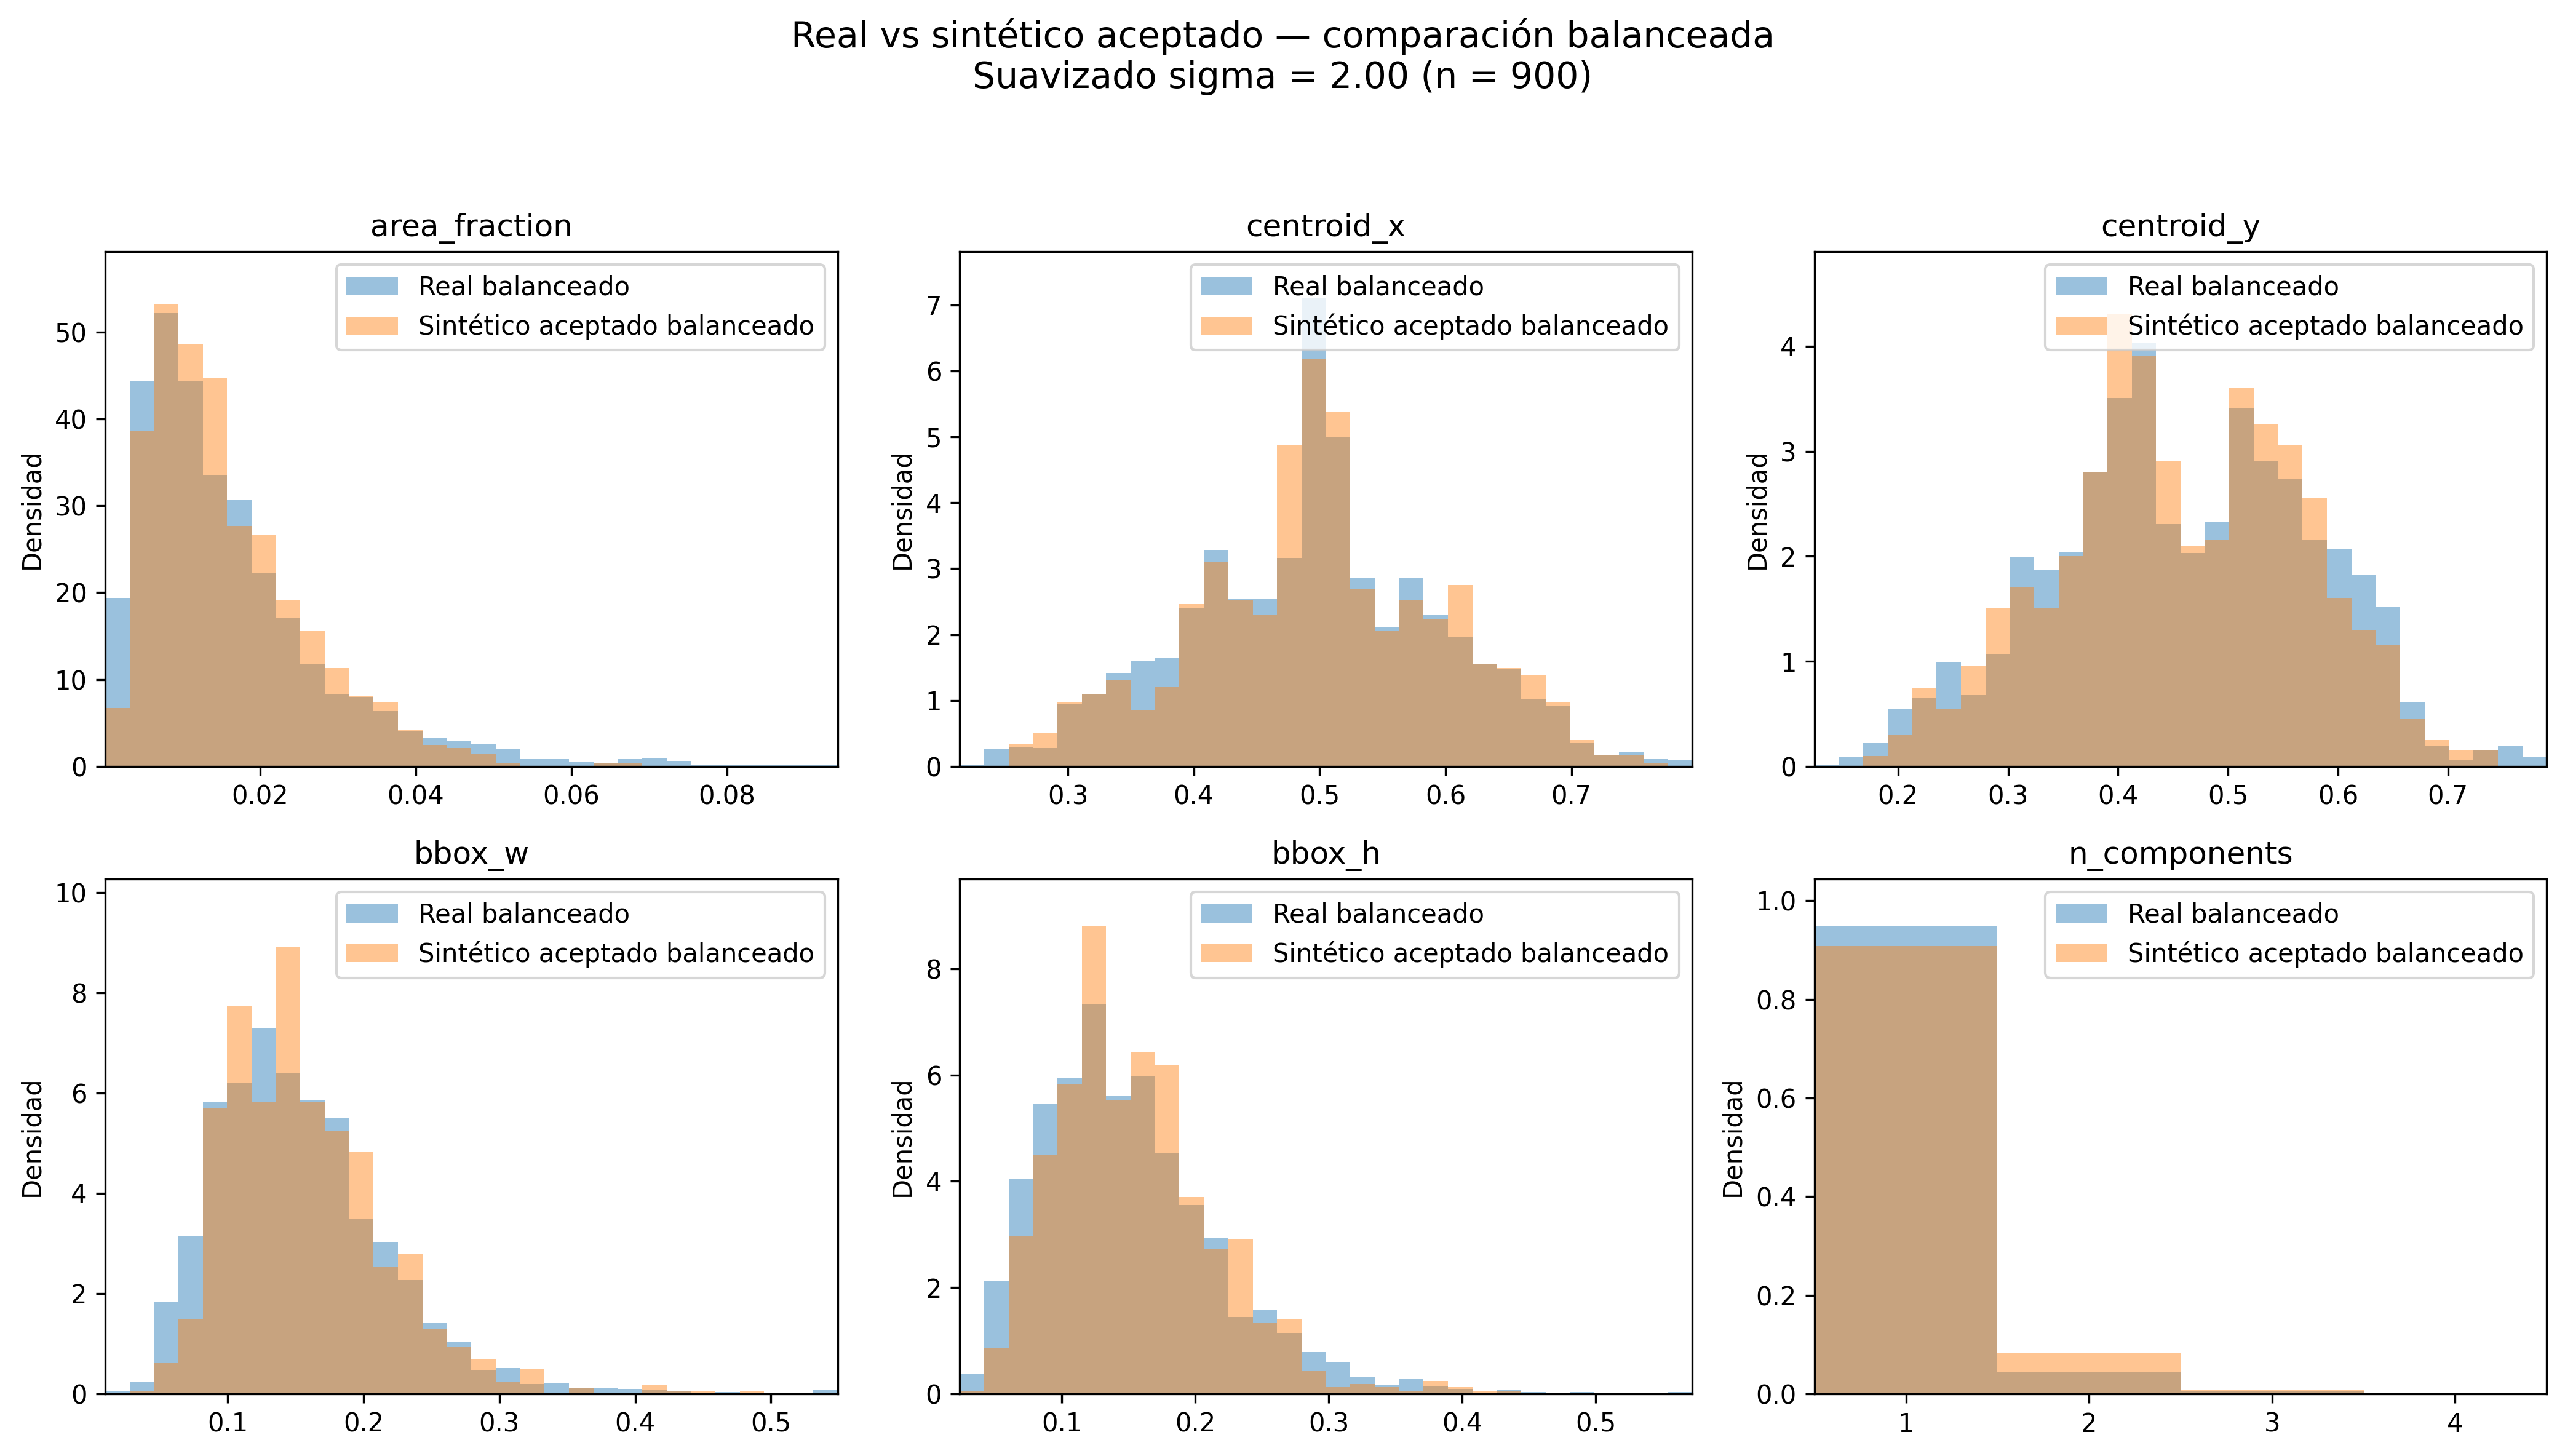 Real vs sintético aceptado — comparación balanceada
Suavizado sigma = 2.00 (n = 900)
area_fraction
Densidad
50
40
30
20
10
0
0.02
0.04
0.06
0.08
Real balanceado
Sintético aceptado balanceado
centroid_x
Densidad
7
6
5
4
3
2
1
0
0.3
0.4
0.5
0.6
0.7
Real balanceado
Sintético aceptado balanceado
centroid_y
Densidad
4
3
2
1
0
0.2
0.3
0.4
0.5
0.6
0.7
Real balanceado
Sintético aceptado balanceado
bbox_w
Densidad
10
8
6
4
2
0
0.1
0.2
0.3
0.4
0.5
Real balanceado
Sintético aceptado balanceado
bbox_h
Densidad
8
6
4
2
0
0.1
0.2
0.3
0.4
0.5
Real balanceado
Sintético aceptado balanceado
n_components
Densidad
1.0
0.8
0.6
0.4
0.2
0.0
1
2
3
4
Real balanceado
Sintético aceptado balanceado